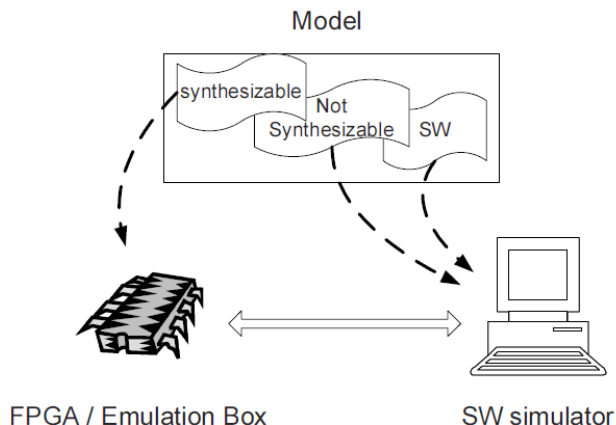 Model
synthesizable
Not
Synthesizable
SW
FPGA / Emulation Box
SW simulator